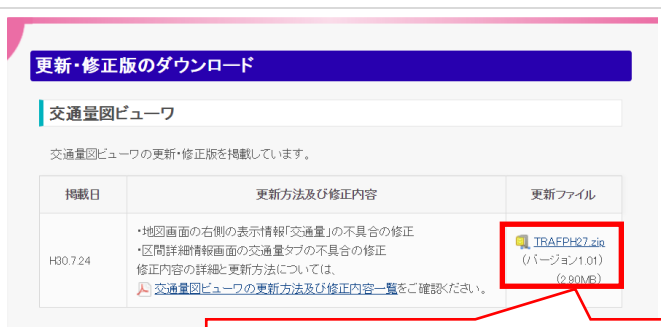 更新・修正版のダウンロード
交通量図ビューワ
交通量図ビューワの更新・修正版を掲載しています。
掲載日
更新方法及び修正内容
更新ファイル
H30.7.24
・地図画面の右側の表示情報「交通量」の不具合の修正
・区間詳細情報画面の交通量タブの不具合の修正
修正内容の詳細と更新方法については、
交通量図ビューワの更新方法及び修正内容一覧をご確認ください。
TRAFPH27.zip
(バージョン1.01)
(2.90MB)